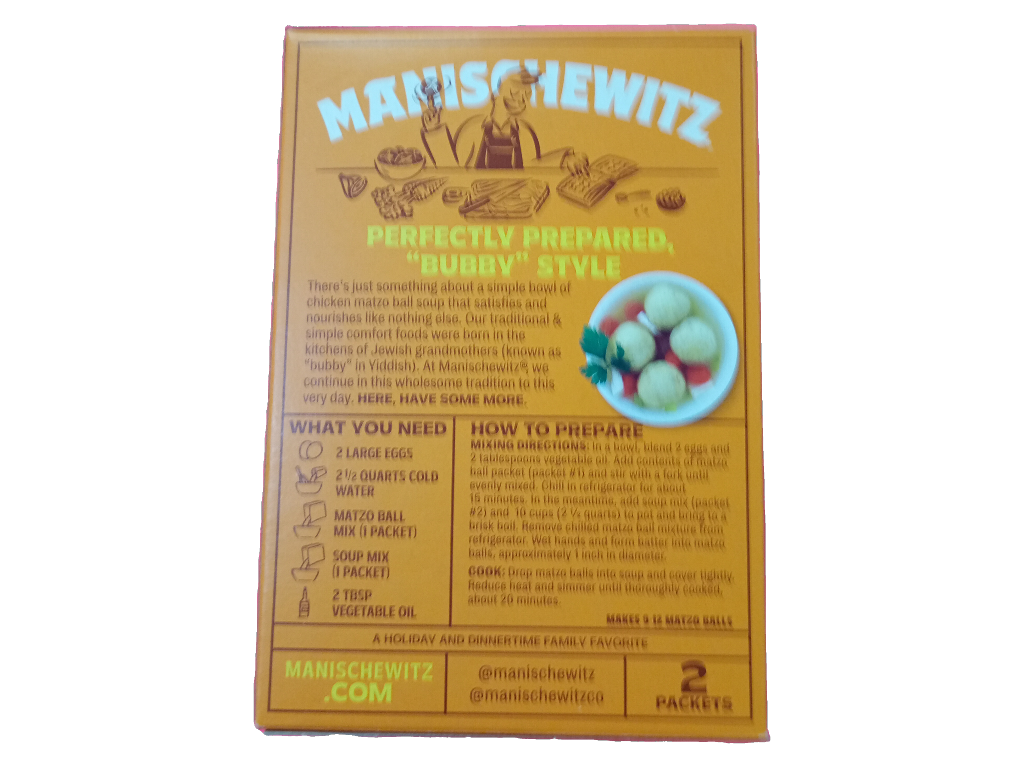 MANISCHEWITZ
PERFECTLY PREPARED,
"BUBBY" STYLE
There's just something about a simple bowl of
chicken matzo ball soup that satisfies and
nourishes like nothing else. Our traditional &
simple comfort foods were born in the
kitchens of Jewish grandmothers (known as
"bubby" in Yiddish). At Manischewitz®, we
continue in this wholesome tradition to this
very day. HERE, HAVE SOME MORE.
WHAT YOU NEED
2 LARGE EGGS
2 1/2 QUARTS COLD
WATER
MATZO BALL
MIX (1 PACKET)
SOUP MIX
(1 PACKET)
2 TBSP
VEGETABLE OIL
HOW TO PREPARE
MIXING DIRECTIONS: In a bowl, blend 2 eggs and
2 tablespoons vegetable oil. Add contents of matzo
ball packet (packet #1) and stir with a fork until
evenly mixed. Chill in refrigerator for about
15 minutes. In the meantime, add soup mix (packet
#2) and 10 cups (2 ½ quarts) to pot and bring to a
brisk boil. Remove chilled matzo ball mixture from
refrigerator. Wet hands and form batter into matzo
balls, approximately 1 inch in diameter.
COOK: Drop matzo balls into soup and cover tightly.
Reduce heat and simmer until thoroughly cooked,
about 20 minutes.
MAKES 9-12 MATZO BALLS
A HOLIDAY AND DINNERTIME FAMILY FAVORITE
MANISCHEWITZ
.COM
@manischewitz
@manischewitzco
2
PACKETS